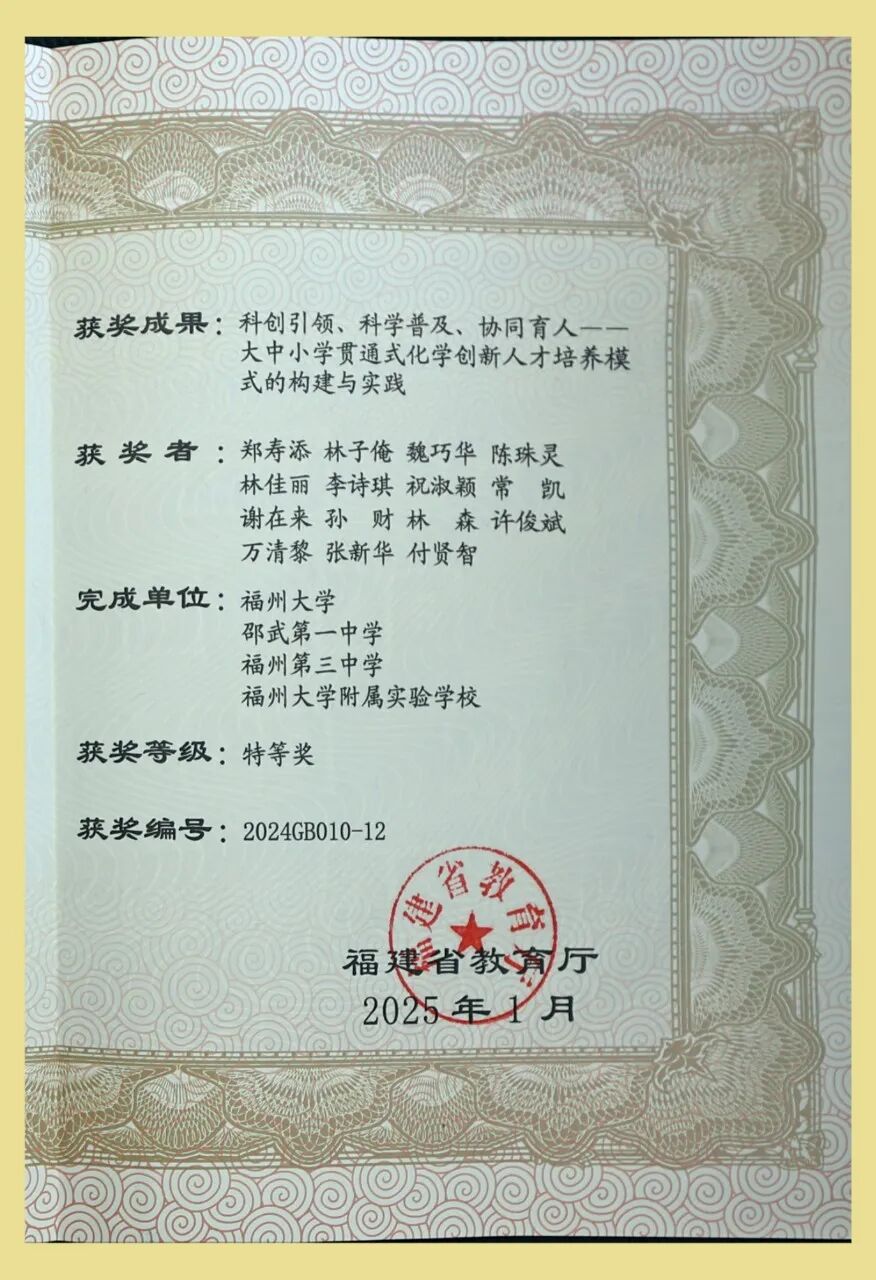 获奖成果：科创引领、科学普及、协同育人——
大中小学贯通式化学创新人才培养模
式的构建与实践
获奖者：郑寿添 林子俺 魏巧华 陈珠灵
林佳丽 李诗琪 祝淑颖 常凯
谢在来 孙财 林森 许俊斌
万清黎 张新华 付贤智
完成单位：福州大学
邵武第一中学
福州第三中学
福州大学附属实验学校
获奖等级：特等奖
获奖编号：2024GB010-12
福建省教育厅
福建省教育厅
2025年1月